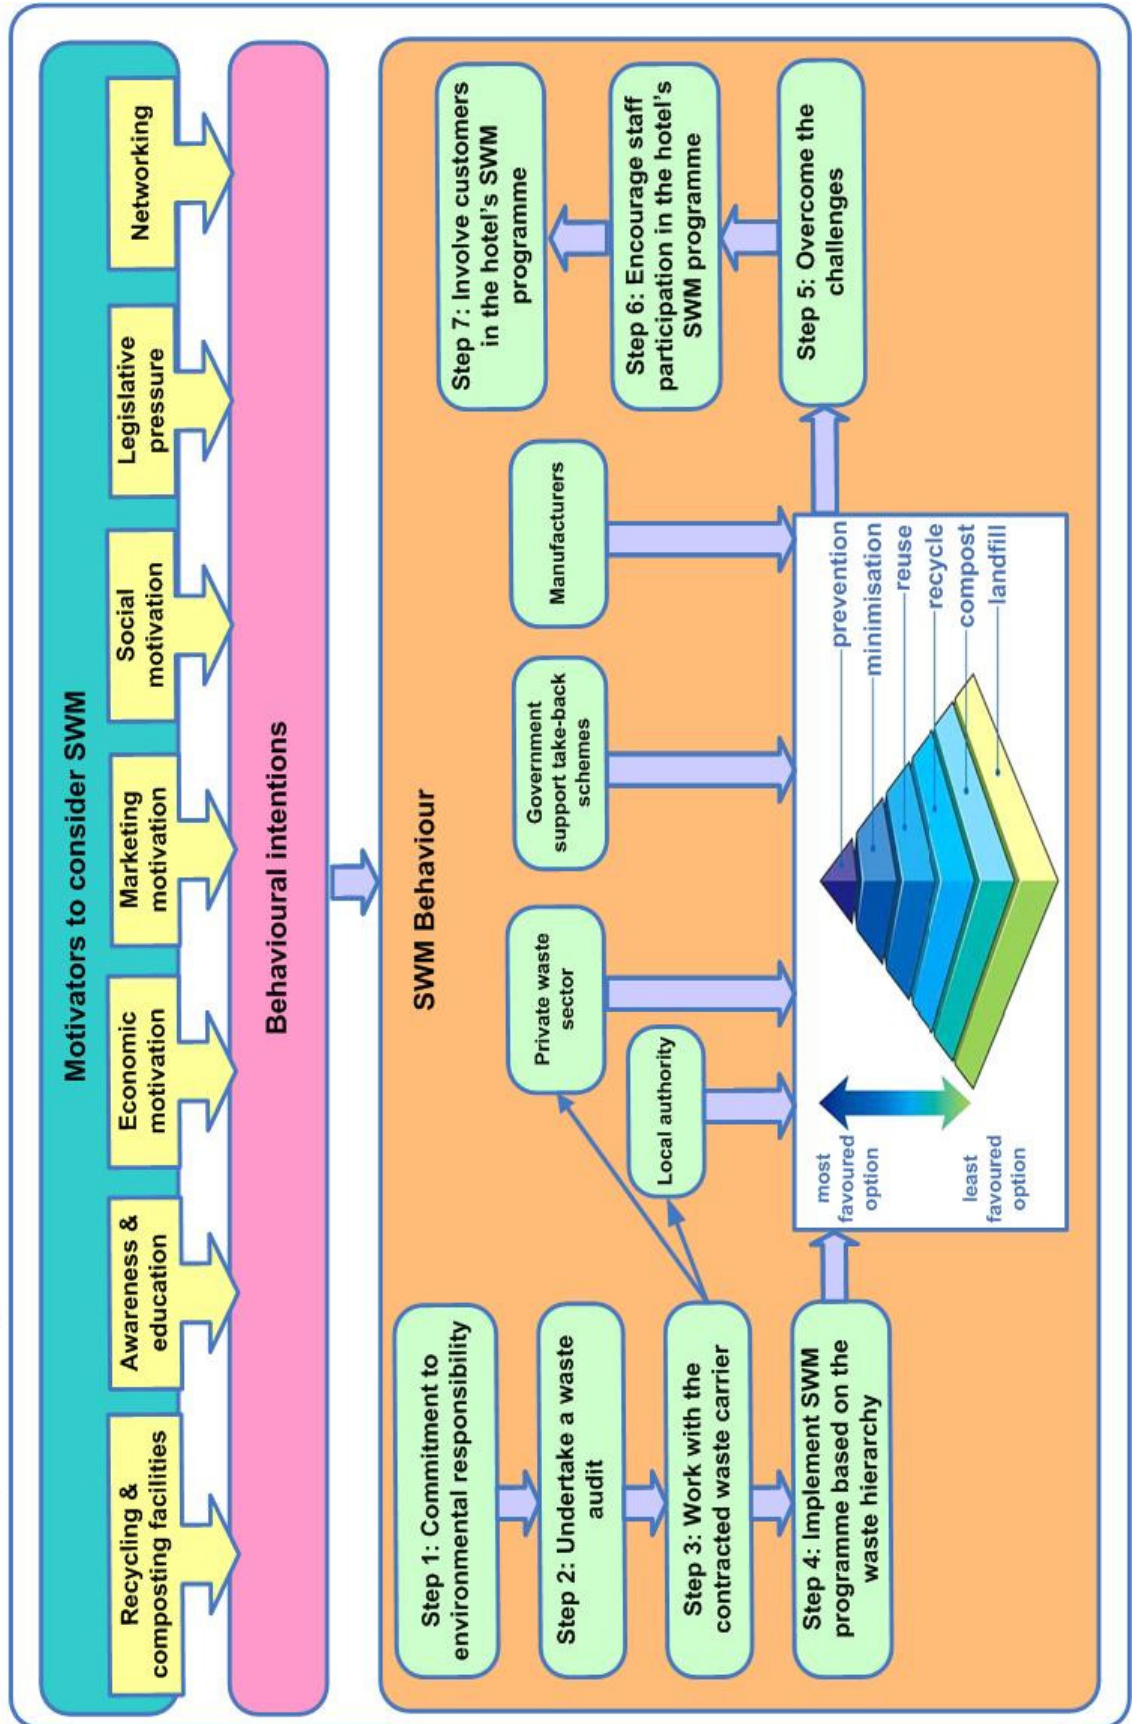 Motivators to consider SWM
Recycling &
composting facilities
Awareness &
education
Economic
motivation
Marketing
motivation
Social
motivation
Legislative
pressure
Networking
Behavioural intentions
SWM Behaviour
Step 1: Commitment to
environmental responsibility
Step 2: Undertake a waste
audit
Step 3: Work with the
contracted waste carrier
Step 4: Implement SWM
programme based on the
waste hierarchy
Local authority
Private waste
sector
Government
support take-back
schemes
Manufacturers
most
favoured
option
least
favoured
option
prevention
minimisation
reuse
recycle
compost
landfill
Step 5: Overcome the
challenges
Step 6: Encourage staff
participation in the hotel's
SWM programme
Step 7: Involve customers
in the hotel's SWM
programme